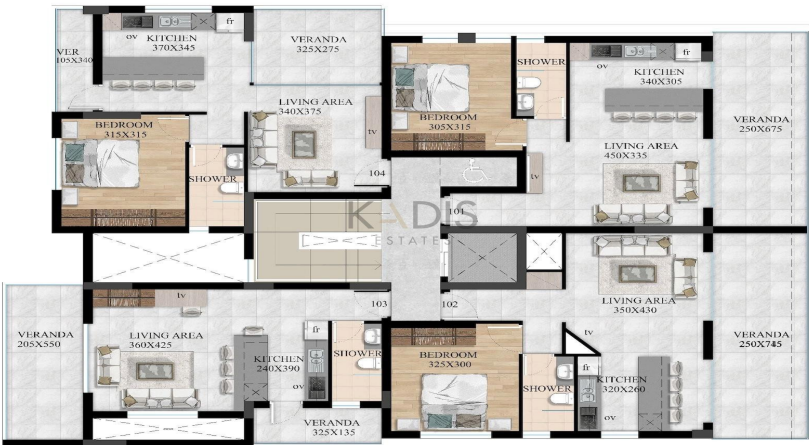 ov
KITCHEN
370X345
fr
VER
105X340
VERANDA
325X275
LIVING AREA
340X375
tv
BEDROOM
315X315
SHOWER
104
BEDROOM
305X315
SHOWER
ov
fr
KITCHEN
340X305
LIVING AREA
450X335
tv
VERANDA
250X675
101
KADIS
ESTATES
103
102
VERANDA
205X550
tv
LIVING AREA
360X425
KITCHEN
240X390
fr
ov
SHOWER
VERANDA
325X135
BEDROOM
325X300
SHOWER
LIVING AREA
350X430
tv
fr
KITCHEN
320X260
ov
VERANDA
250X745